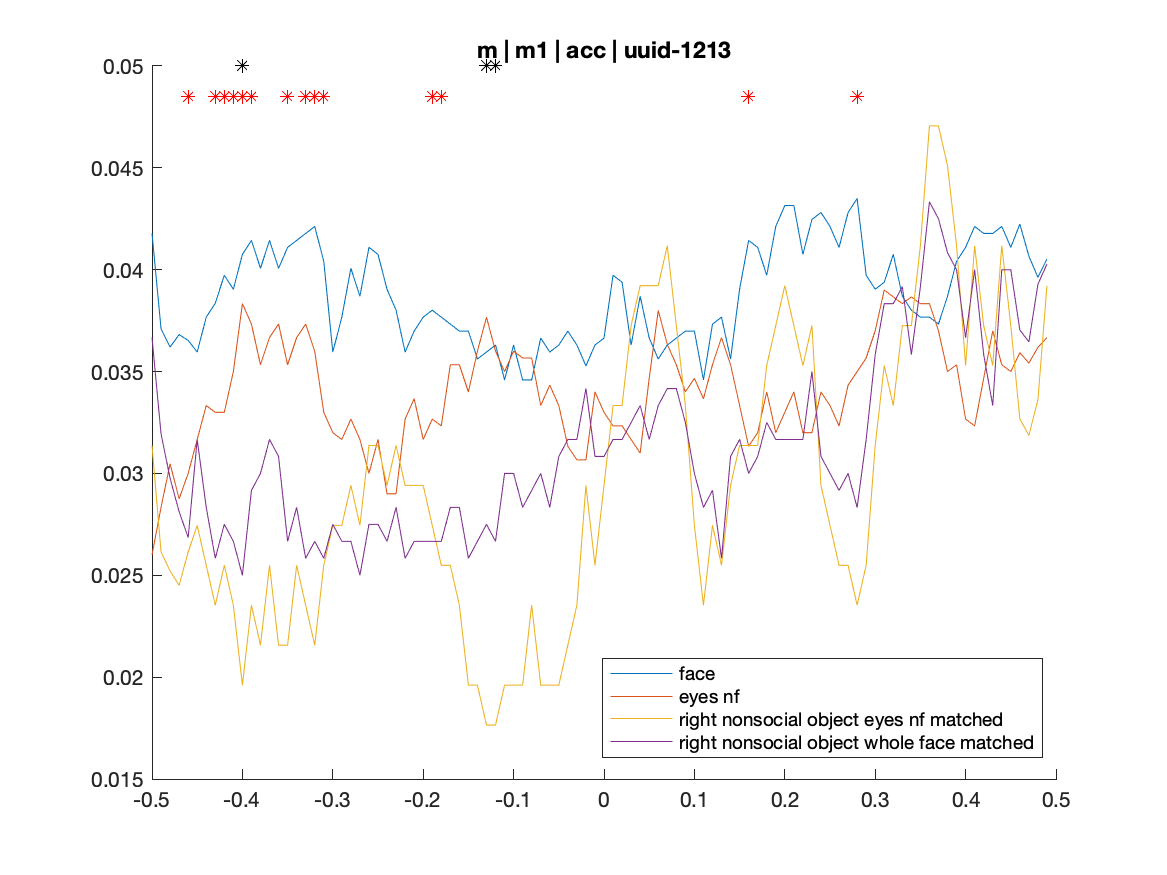 m | m1 | acc | uuid-1213
0.05
0.045
0.04
0.035
0.03
0.025
0.02
0.015
-0.5 -0.4 -0.3 -0.2 -0.1 0 0.1 0.2 0.3 0.4 0.5
face
eyes nf
right nonsocial object eyes nf matched
right nonsocial object whole face matched